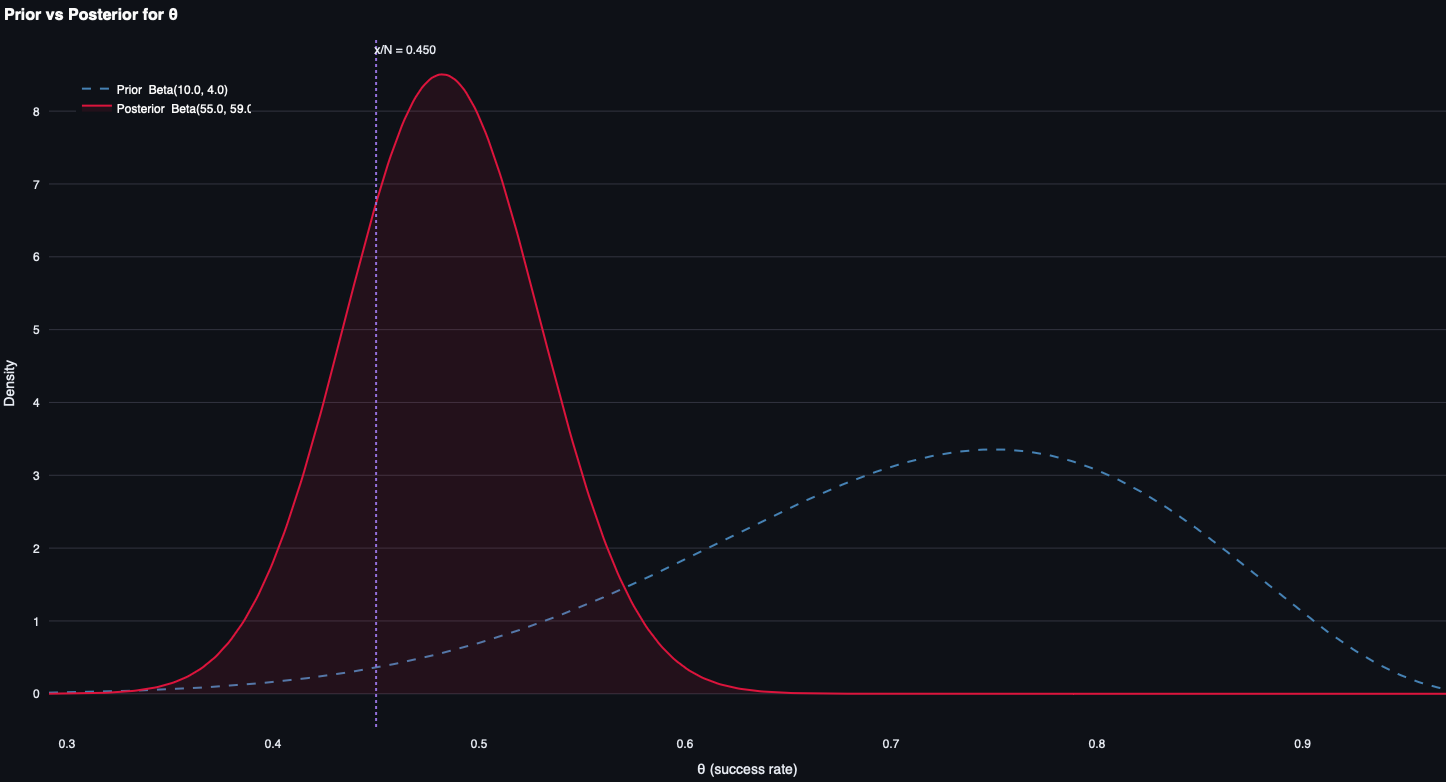 Prior vs Posterior for θ
x/N = 0.450
Prior  Beta(10.0, 4.0)
Posterior  Beta(55.0, 59.0
8
7
6
5
4
3
2
1
0
Density
0.3 0.4 0.5 0.6 0.7 0.8 0.9
θ (success rate)